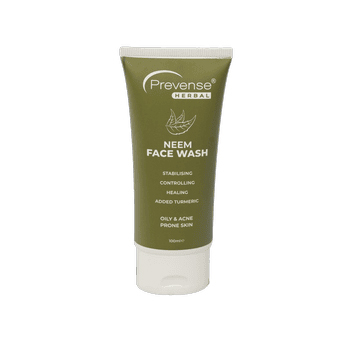 Prevense®
HERBAL
NEEM
FACE WASH
STABILISING
CONTROLLING
HEALING
ADDED TURMERIC
OILY & ACNE
PRONE SKIN